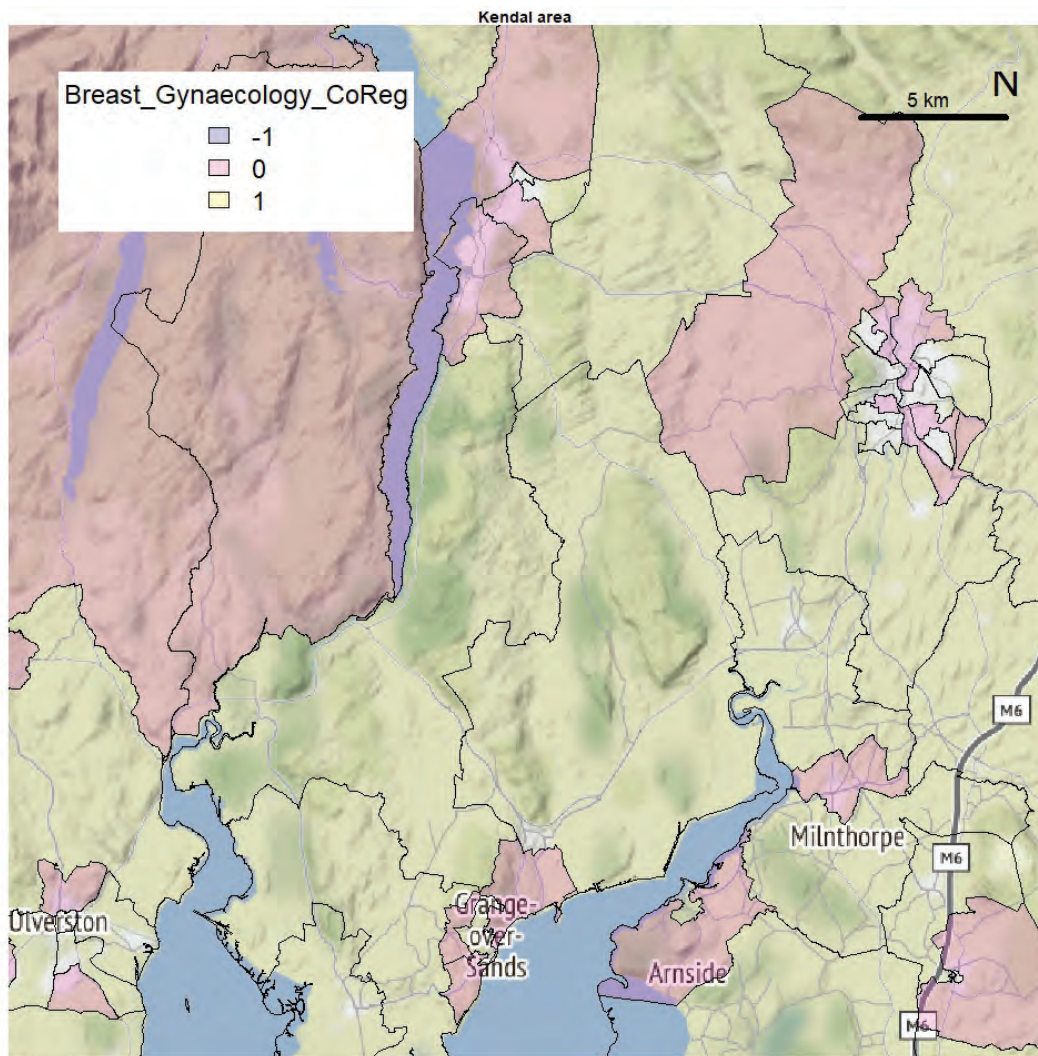 Kendal area
Breast_Gynaecology_CoReg
-1
0
1
5 km
N
M6
Milnthorpe
M6
Ulverston
Grange-
over-
Sands
Arnside
M6